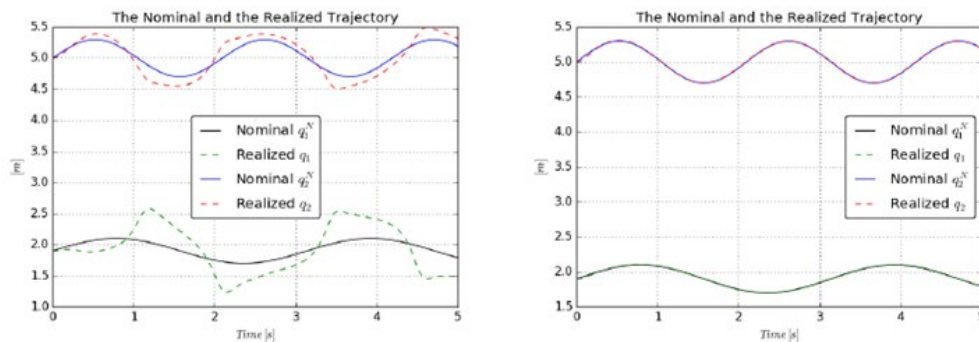 The Nominal and the Realized Trajectory
5.5
5.0
4.5
4.0
3.5
3.0
2.5
2.0
1.5
1.0
[m]
Nominal q₁ᴺ
Realized q₁
Nominal q₂ᴺ
Realized q₂
0 1 2 3 4 5
Time [s]
The Nominal and the Realized Trajectory
5.5
5.0
4.5
4.0
3.5
3.0
2.5
2.0
1.5
[m]
Nominal q₁ᴺ
Realized q₁
Nominal q₂ᴺ
Realized q₂
0 1 2 3 4 5
Time [s]